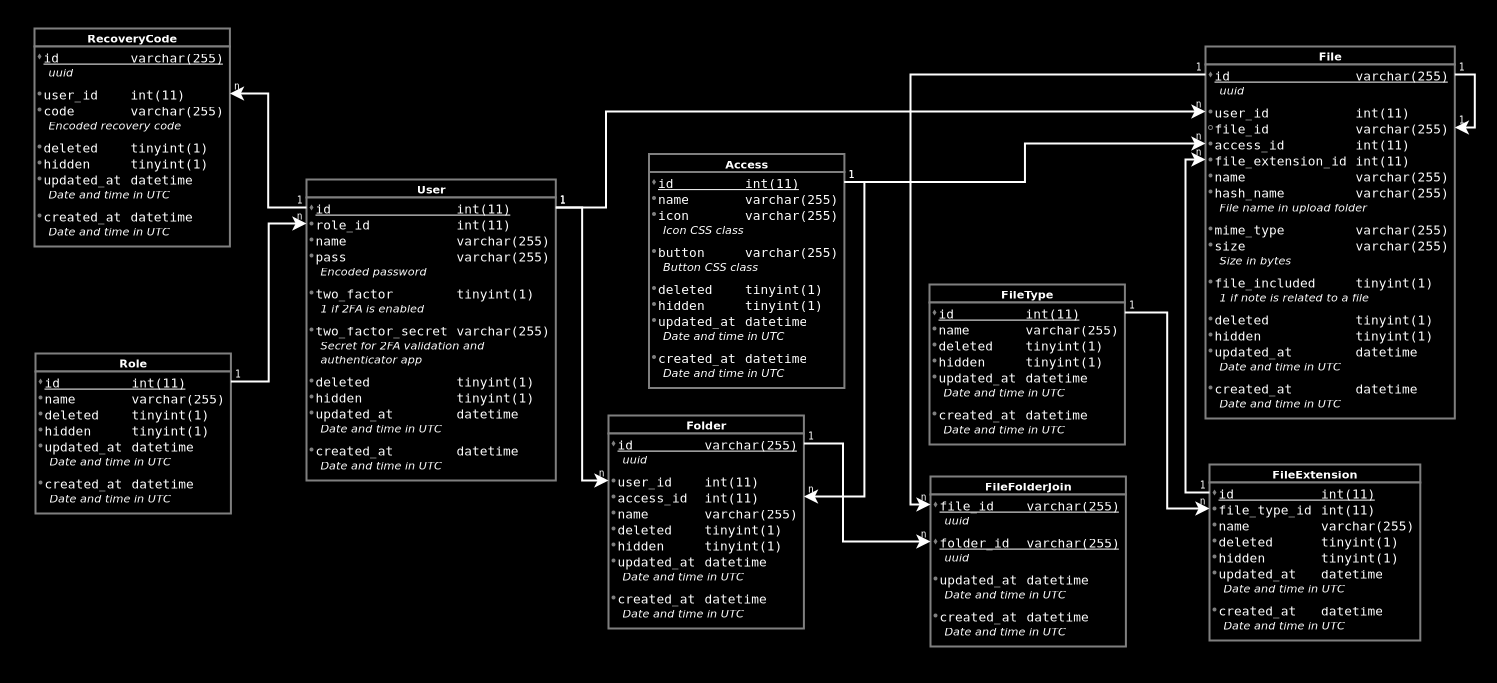 RecoveryCode
id varchar(255)
uuid
user_id int(11)
code varchar(255)
Encoded recovery code
deleted tinyint(1)
hidden tinyint(1)
updated_at datetime
Date and time in UTC
created_at datetime
Date and time in UTC
n
Role
id int(11)
name varchar(255)
deleted tinyint(1)
hidden tinyint(1)
updated_at datetime
Date and time in UTC
created_at datetime
Date and time in UTC
1
1
n
User
id int(11)
role_id int(11)
name varchar(255)
pass varchar(255)
Encoded password
two_factor tinyint(1)
1 if 2FA is enabled
two_factor_secret varchar(255)
Secret for 2FA validation and
authenticator app
deleted tinyint(1)
hidden tinyint(1)
updated_at datetime
Date and time in UTC
created_at datetime
Date and time in UTC
1
Access
id int(11)
name varchar(255)
icon varchar(255)
Icon CSS class
button varchar(255)
Button CSS class
deleted tinyint(1)
hidden tinyint(1)
updated_at datetime
Date and time in UTC
created_at datetime
Date and time in UTC
1
n
Folder
id varchar(255)
uuid
user_id int(11)
access_id int(11)
name varchar(255)
deleted tinyint(1)
hidden tinyint(1)
updated_at datetime
Date and time in UTC
created_at datetime
Date and time in UTC
1
n
FileType
id int(11)
name varchar(255)
deleted tinyint(1)
hidden tinyint(1)
updated_at datetime
Date and time in UTC
created_at datetime
Date and time in UTC
1
n
n
FileFolderJoin
file_id varchar(255)
uuid
folder_id varchar(255)
uuid
updated_at datetime
Date and time in UTC
created_at datetime
Date and time in UTC
1
n
n
n
File
id varchar(255)
uuid
user_id int(11)
file_id varchar(255)
access_id int(11)
file_extension_id int(11)
name varchar(255)
hash_name varchar(255)
File name in upload folder
mime_type varchar(255)
size varchar(255)
Size in bytes
file_included tinyint(1)
1 if note is related to a file
deleted tinyint(1)
hidden tinyint(1)
updated_at datetime
Date and time in UTC
created_at datetime
Date and time in UTC
1
1
1
n
FileExtension
id int(11)
file_type_id int(11)
name varchar(255)
deleted tinyint(1)
hidden tinyint(1)
updated_at datetime
Date and time in UTC
created_at datetime
Date and time in UTC